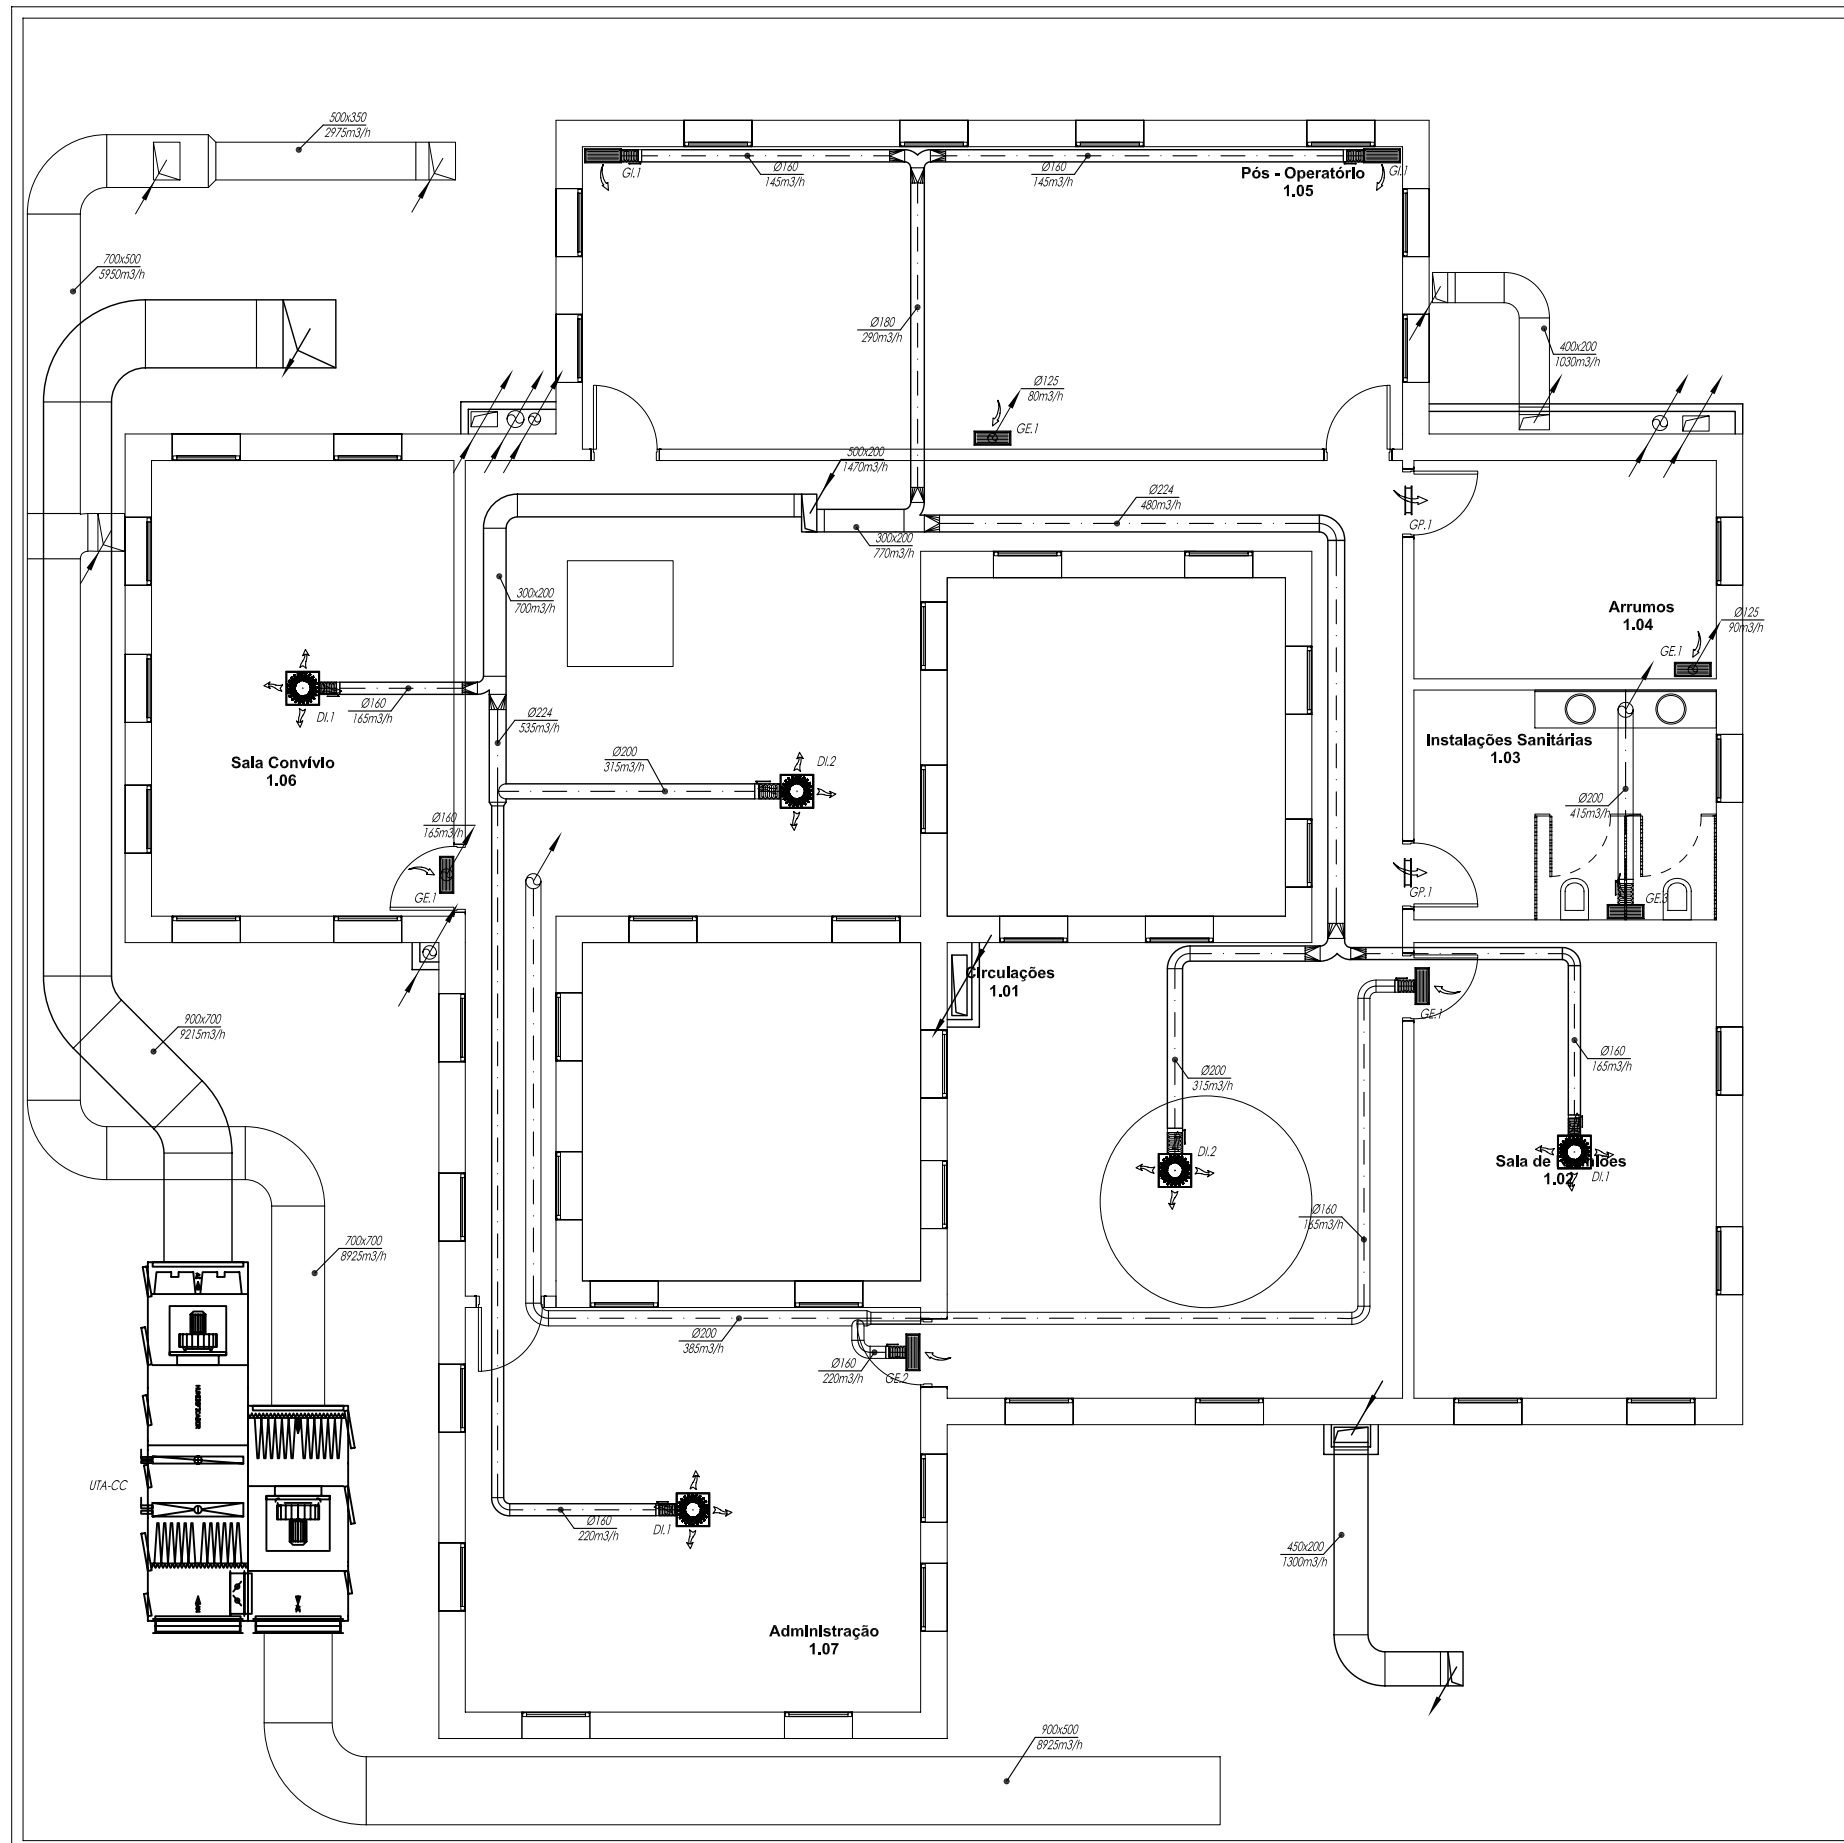 500x350
2975m3/h
Ø160
145m3/h
GI.1
Ø160
145m3/h
GI.1
Pós - Operatório
1.05
700x500
5950m3/h
Ø180
290m3/h
400x200
1030m3/h
Ø125
80m3/h
GE.1
500x200
1470m3/h
Ø224
480m3/h
GP.1
300x200
770m3/h
300x200
700m3/h
Arrumos
1.04
Ø125
90m3/h
GE.1
Ø160
165m3/h
DI.1
Ø224
535m3/h
Sala Convívio
1.06
Ø200
315m3/h
DI.2
Instalações Sanitárias
1.03
Ø200
415m3/h
Ø160
165m3/h
GE.1
GP.1
GE.3
Circulações
1.01
900x700
9215m3/h
GE.1
Ø200
315m3/h
Ø160
165m3/h
DI.2
Sala de
1.02
DI.1
Ø160
165m3/h
700x700
8925m3/h
Ø200
385m3/h
Ø160
220m3/h
GE.2
UTA-CC
Ø160
220m3/h
DI.1
450x200
1300m3/h
Administração
1.07
900x500
8925m3/h